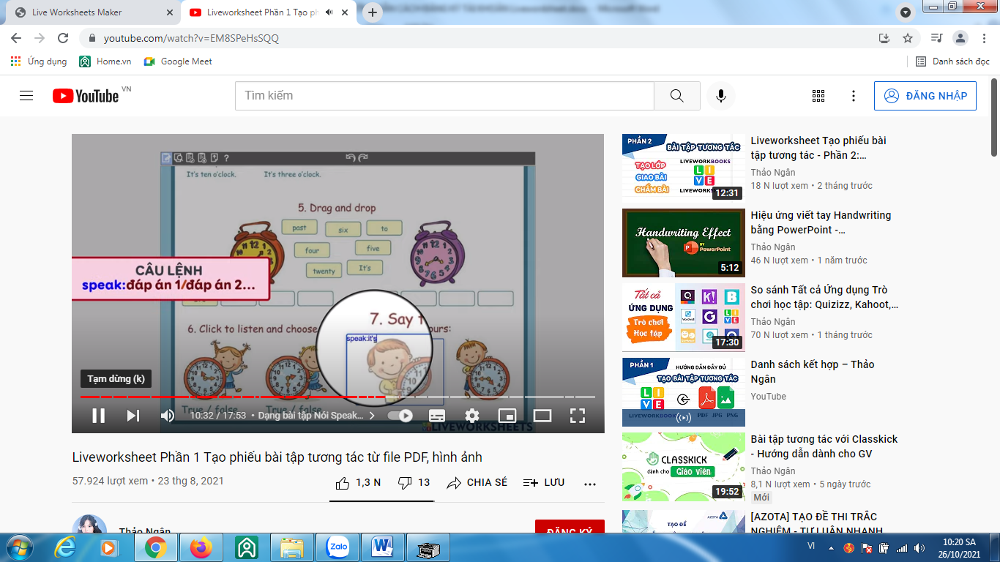 Live Worksheets Maker
Liveworksheet Phần 1 Tạo ph
youtube.com/watch?v=EM8SPeHsSQQ
Ứng dụng
Home.vn
Google Meet
Danh sách đọc
YouTube VN
Tìm kiếm
ĐĂNG NHẬP
It's ten o'clock.
It's three o'clock.
5. Drag and drop
past
six
to
four
five
twenty
It's
CÂU LỆNH
speak:đáp án 1/đáp án 2...
6. Click to listen and choose
7. Say t
ours:
speak:it's
True / false
True / false
LIVEWORKSHEETS
Tạm dừng (k)
10:32 / 17:53 • Dạng bài tập Nói Speak...
Liveworksheet Phần 1 Tạo phiếu bài tập tương tác từ file PDF, hình ảnh
57.924 lượt xem • 23 thg 8, 2021
1,3 N
13
CHIA SẺ
LƯU
Thảo Ngân
ĐĂNG KÝ
PHẦN 2
BÀI TẬP TƯƠNG TÁC
TẠO LỚP
GIAO BÀI
CHẤM BÀI
LIVEWORKBOOKS
LIVE
12:31
Liveworksheet Tạo phiếu bài
tập tương tác - Phần 2:...
Thảo Ngân
18 N lượt xem • 2 tháng trước
Handwriting Effect
BY PowerPoint
5:12
Hiệu ứng viết tay Handwriting
bằng PowerPoint -...
Thảo Ngân
46 N lượt xem • 1 năm trước
Tất cả
ỨNG DỤNG
Trò chơi
Học tập
17:30
So sánh Tất cả Ứng dụng Trò
chơi học tập: Quizizz, Kahoot,...
Thảo Ngân
70 N lượt xem • 1 tháng trước
PHẦN 1
HƯỚNG DẪN ĐẦY ĐỦ
TẠO BÀI TẬP TƯƠNG TÁC
LIVE
PDF JPG PNG
Danh sách kết hợp – Thảo
Ngân
YouTube
CLASSKICK
dành cho Giáo viên
19:52
Bài tập tương tác với Classkick
- Hướng dẫn dành cho GV
Thảo Ngân
8,1 N lượt xem • 5 ngày trước
Mới
TẠO ĐỀ
AZOTA
[AZOTA] TẠO ĐỀ THI TRẮC
NGHIỆM - TỰ LUẬN NHANH
Zalo
VI
10:20 SA
26/10/2021